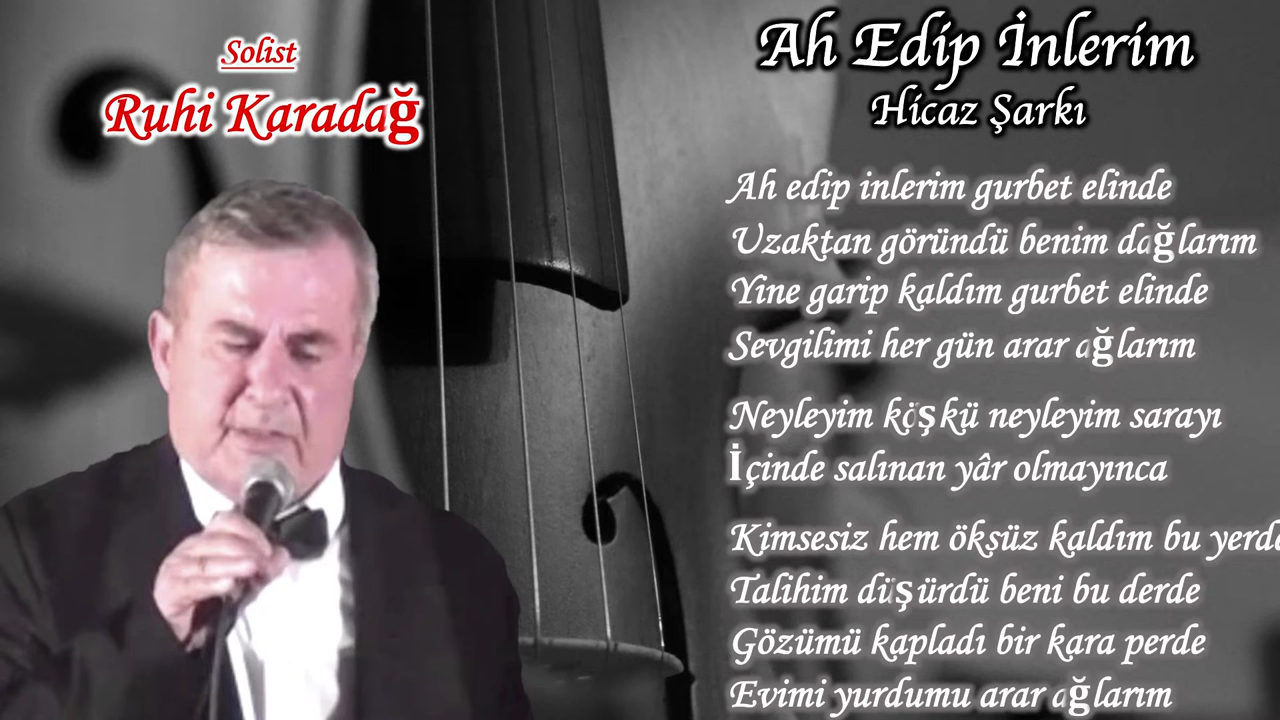 Solist
Ruhi Karadağ
Ah Edip İnlerim
Hicaz Şarkı
Ah edip inlerim gurbet elinde
Uzaktan göründü benim dağlarım
Yine garip kaldım gurbet elinde
Sevgilimi her gün arar ağlarım
Neyleyim köşkü neyleyim sarayı
İçinde salınan yâr olmayınca
Kimsesiz hem öksüz kaldım bu yerde
Talihim düşürdü beni bu derde
Gözümü kapladı bir kara perde
Evimi yurdumu arar ağlarım